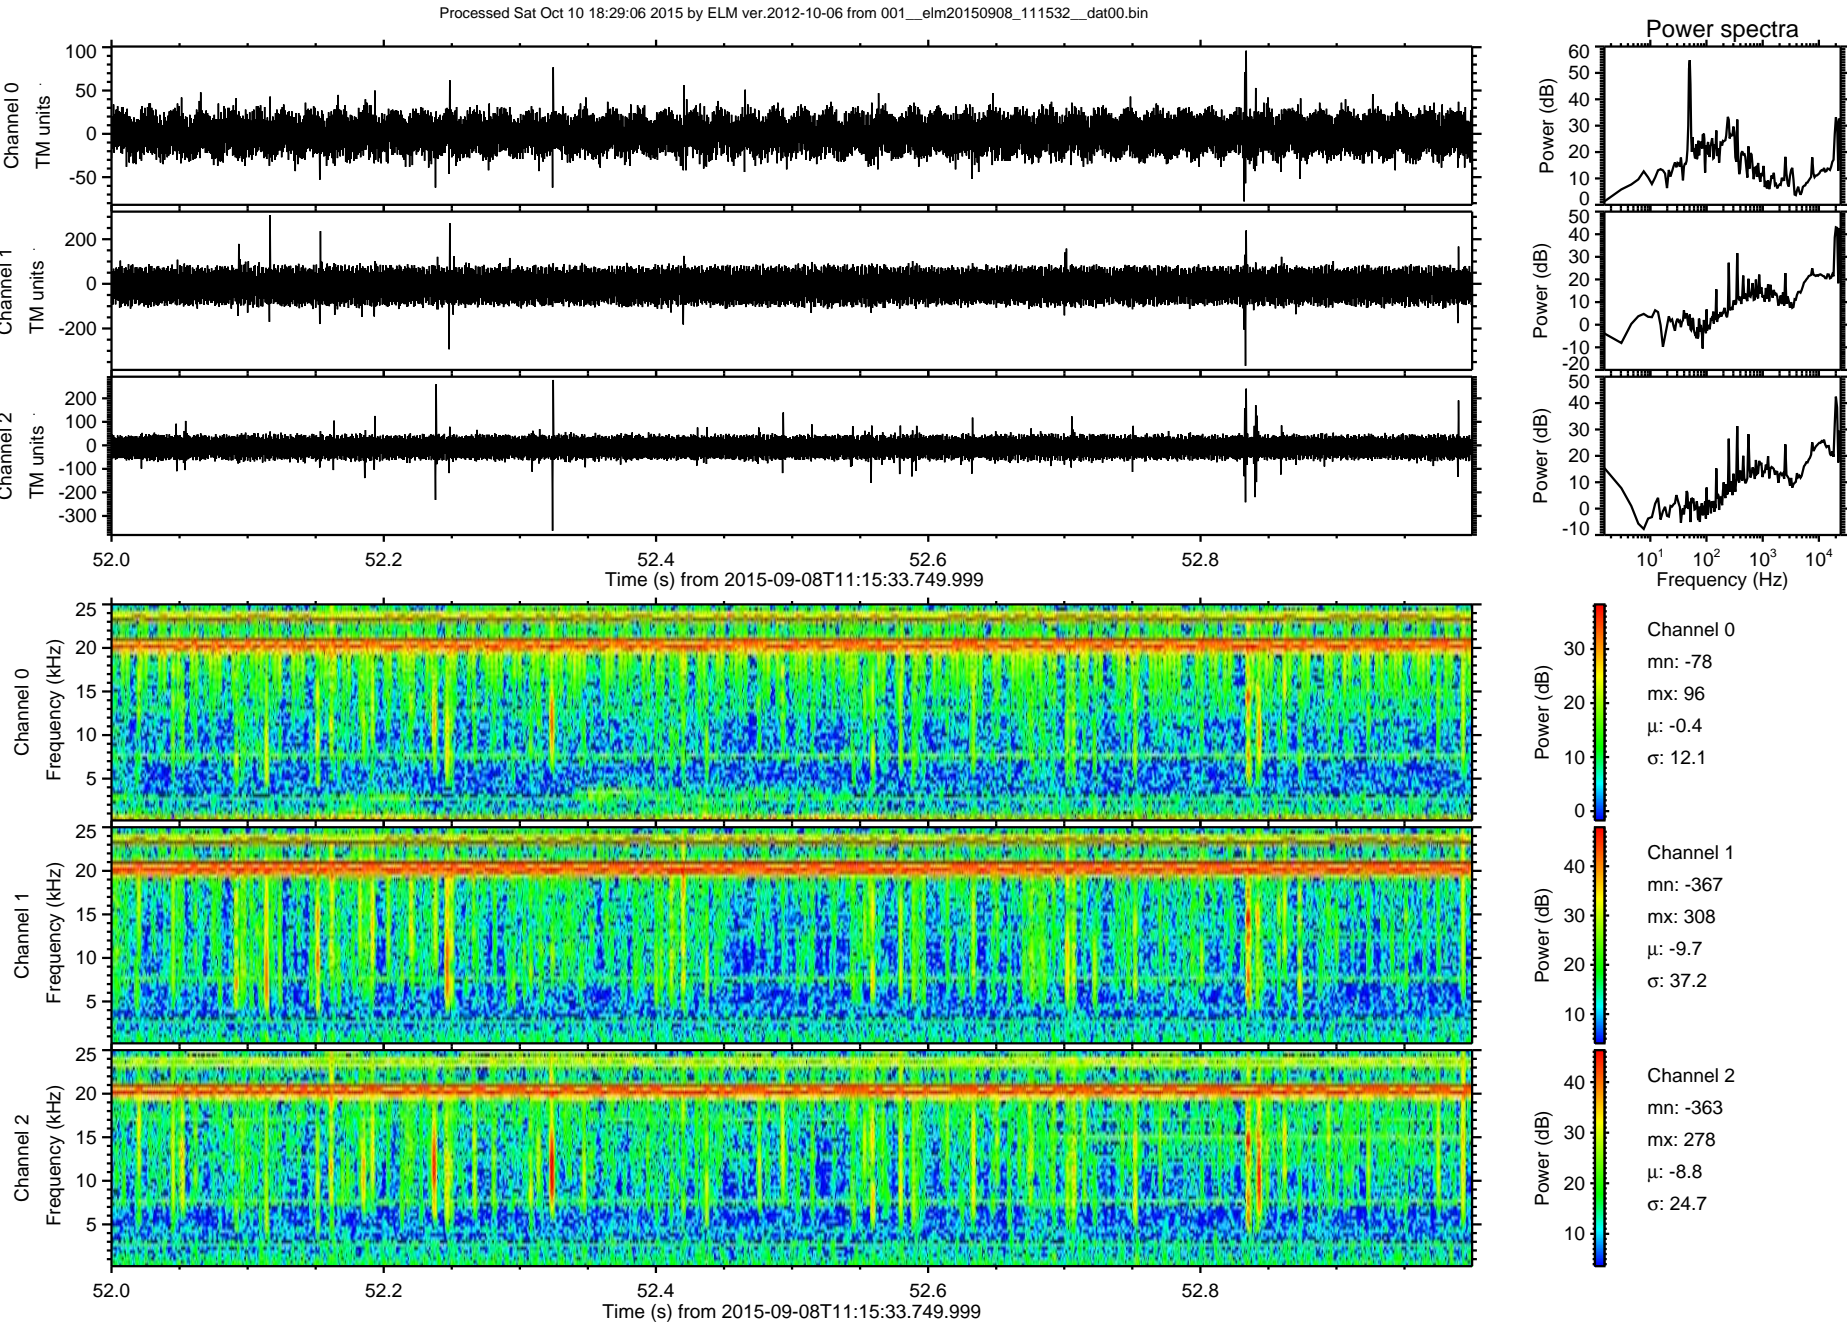 Processed Sat Oct 10 18:29:06 2015 by ELM ver.2012-10-06 from 001__elm20150908_111532__dat00.bin
Power spectra
Channel 0
TM units
100
50
0
-50
Power (dB)
60
50
40
30
20
10
0
Channel 1
TM units
200
0
-200
Power (dB)
50
40
30
20
10
0
-10
-20
Channel 2
TM units
200
100
0
-100
-200
-300
Power (dB)
50
40
30
20
10
0
-10
52.0 52.2 52.4 52.6 52.8
Time (s) from 2015-09-08T11:15:33.749.999
10¹ 10² 10³ 10⁴
Frequency (Hz)
Channel 0
Frequency (kHz)
25
20
15
10
5
Power (dB)
30
20
10
0
Channel 0
mn: -78
mx: 96
μ: -0.4
σ: 12.1
Channel 1
Frequency (kHz)
25
20
15
10
5
Power (dB)
40
30
20
10
Channel 1
mn: -367
mx: 308
μ: -9.7
σ: 37.2
Channel 2
Frequency (kHz)
25
20
15
10
5
Power (dB)
40
30
20
10
Channel 2
mn: -363
mx: 278
μ: -8.8
σ: 24.7
52.0 52.2 52.4 52.6 52.8
Time (s) from 2015-09-08T11:15:33.749.999